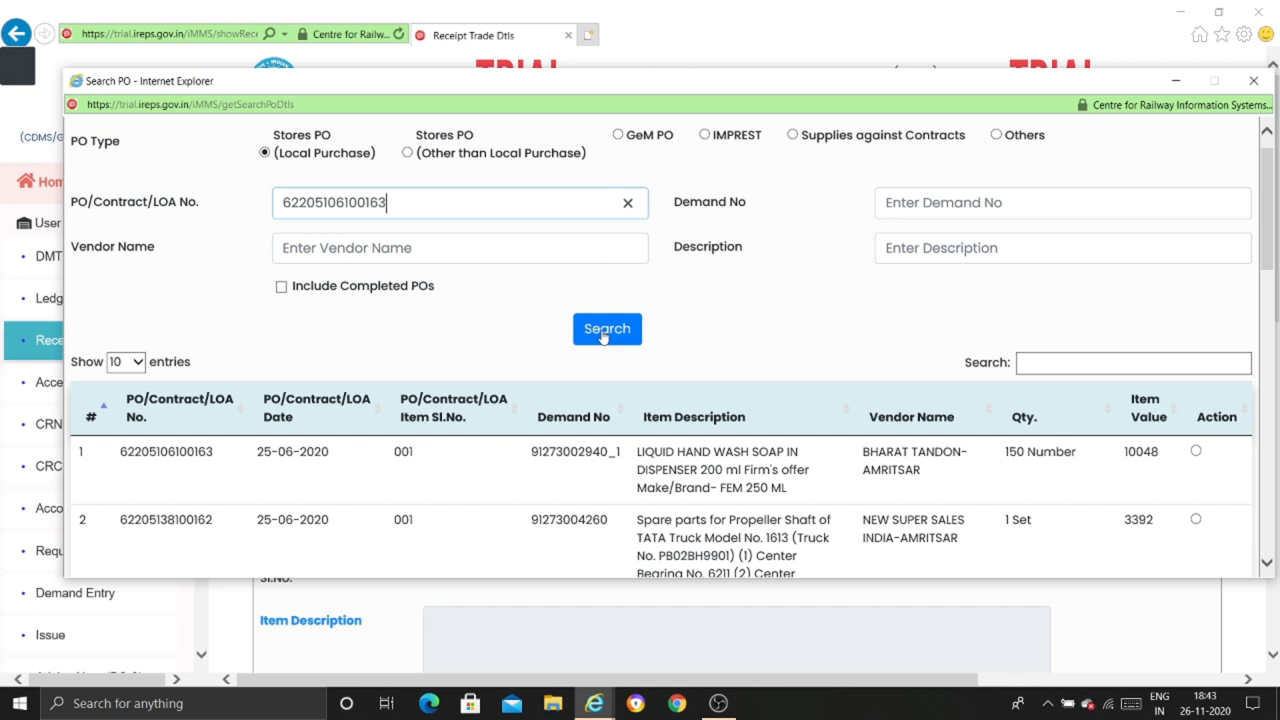 https://trial.ireps.gov.in/iMMS/showRece
Centre for Railw...
Receipt Trade Dtls
TRIAL
TRIAL
Search PO - Internet Explorer
https://trial.ireps.gov.in/iMMS/getSearchPoDtls
Centre for Railway Information Systems...
(CDMS/G
Hom
User
DMT
Ledg
Rece
Acce
CRN
CRC
Acco
Requ
Demand Entry
Issue
PO Type
Stores PO
(Local Purchase)
Stores PO
(Other than Local Purchase)
GeM PO
IMPREST
Supplies against Contracts
Others
PO/Contract/LOA No.
62205106100163
Demand No
Enter Demand No
Vendor Name
Enter Vendor Name
Description
Enter Description
Include Completed POs
Search
Show 10 entries
Search:
# PO/Contract/LOA No. PO/Contract/LOA Date PO/Contract/LOA Item Sl.No. Demand No Item Description Vendor Name Qty. Item Value Action
1 62205106100163 25-06-2020 001 91273002940_1 LIQUID HAND WASH SOAP IN BHARAT TANDON- 150 Number 10048
DISPENSER 200 ml Firm's offer AMRITSAR
Make/Brand- FEM 250 ML
2 62205138100162 25-06-2020 001 91273004260 Spare parts for Propeller Shaft of NEW SUPER SALES 1 Set 3392
TATA Truck Model No. 1613 (Truck INDIA-AMRITSAR
No. PB02BH9901) (1) Center
Bearing No. 6211 (2) Center
Sl.No.
Item Description
Search for anything
ENG
IN
18:43
26-11-2020